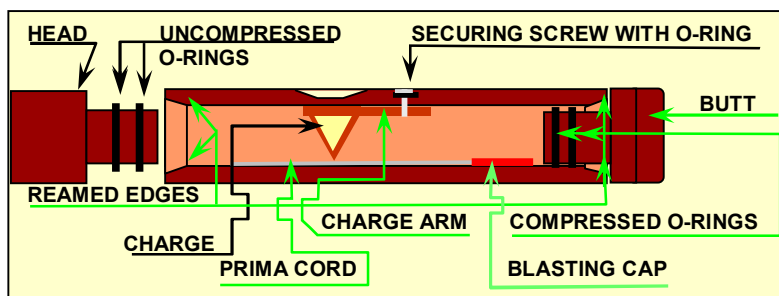 HEAD
UNCOMPRESSED
O-RINGS
SECURING SCREW WITH O-RING
BUTT
REAMED EDGES
CHARGE ARM
COMPRESSED O-RINGS
CHARGE
PRIMA CORD
BLASTING CAP